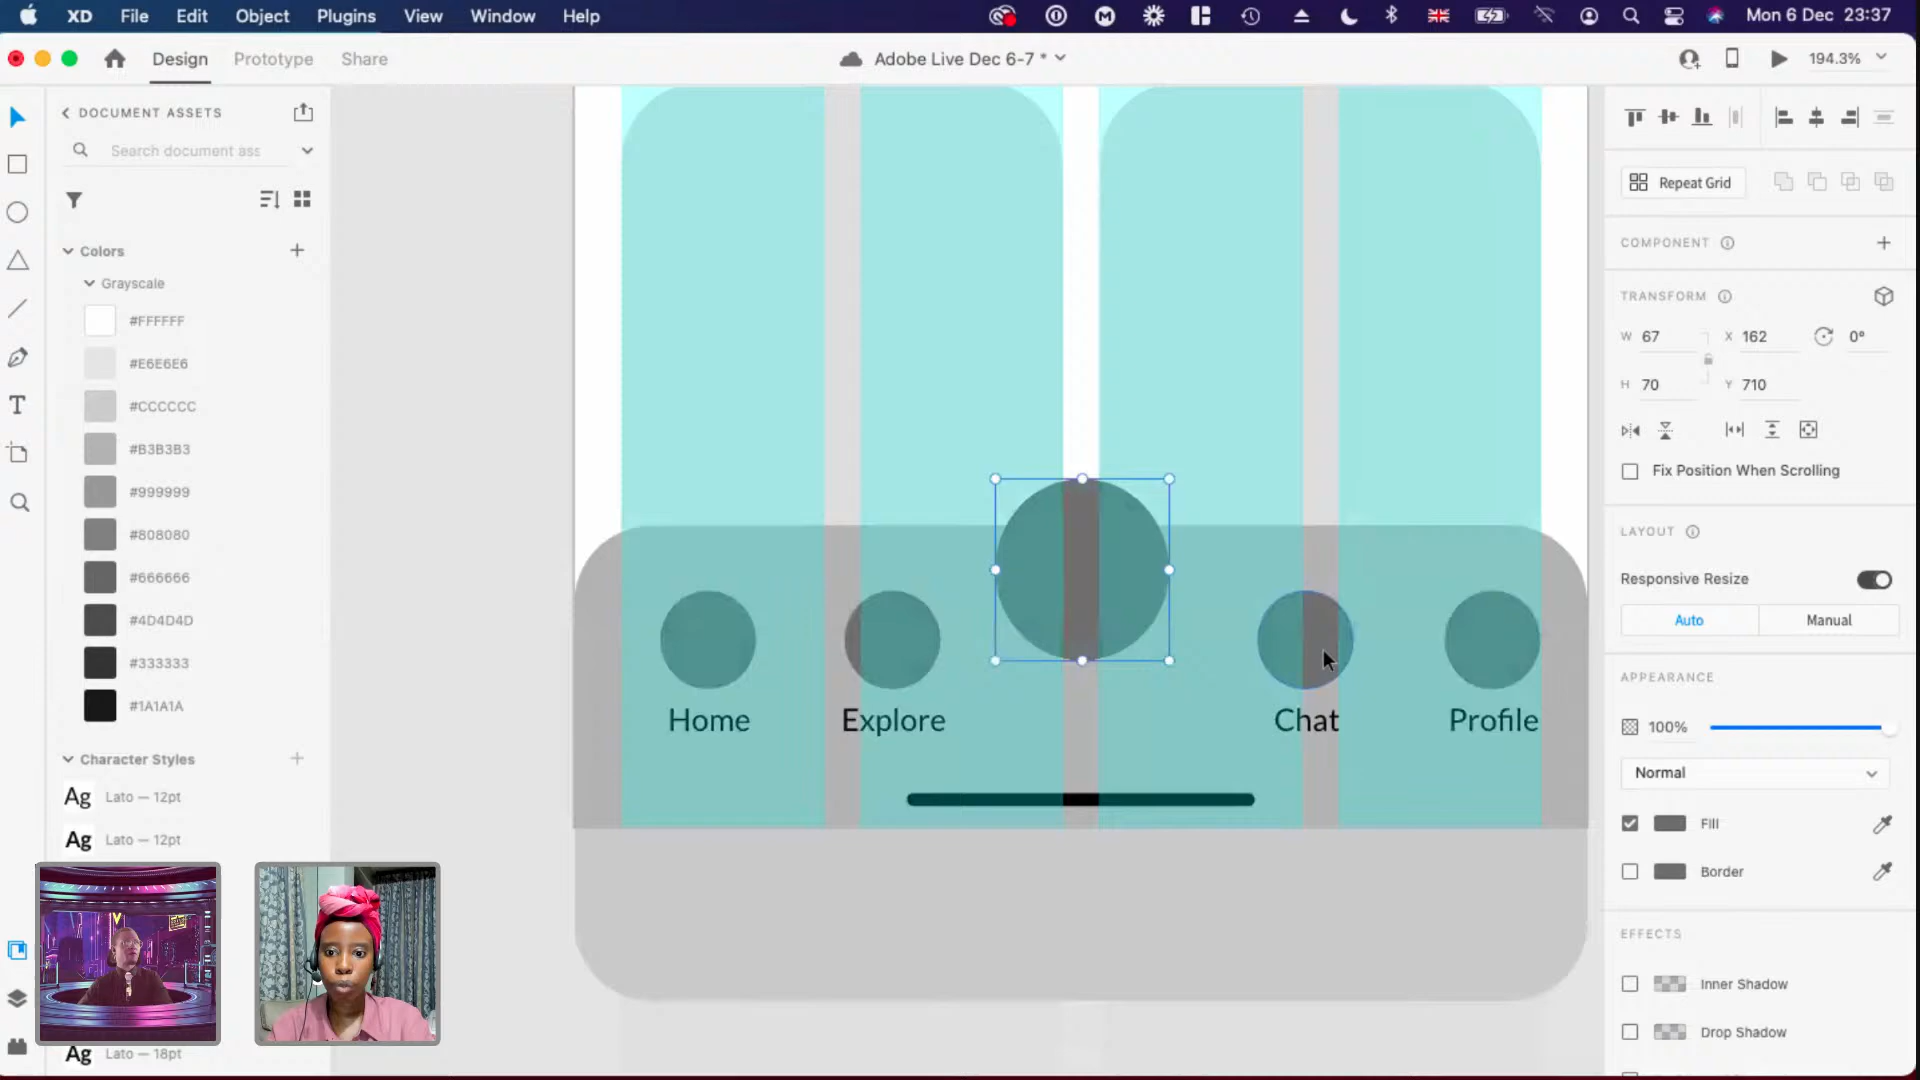 XD File Edit Object Plugins View Window Help Mon 6 Dec 23:37
Design Prototype Share Adobe Live Dec 6-7 * 194.3%
DOCUMENT ASSETS
Search document ass
Repeat Grid
Colors
Grayscale
#FFFFFF
#E6E6E6
#CCCCCC
#B3B3B3
#999999
#808080
#666666
#4D4D4D
#333333
#1A1A1A
Character Styles
Ag Lato — 12pt
Ag Lato — 12pt
Ag Lato — 18pt
Home Explore Chat Profile
COMPONENT
TRANSFORM
W 67 X 162 0°
H 70 Y 710
Fix Position When Scrolling
LAYOUT
Responsive Resize
Auto Manual
APPEARANCE
100%
Normal
Fill
Border
EFFECTS
Inner Shadow
Drop Shadow